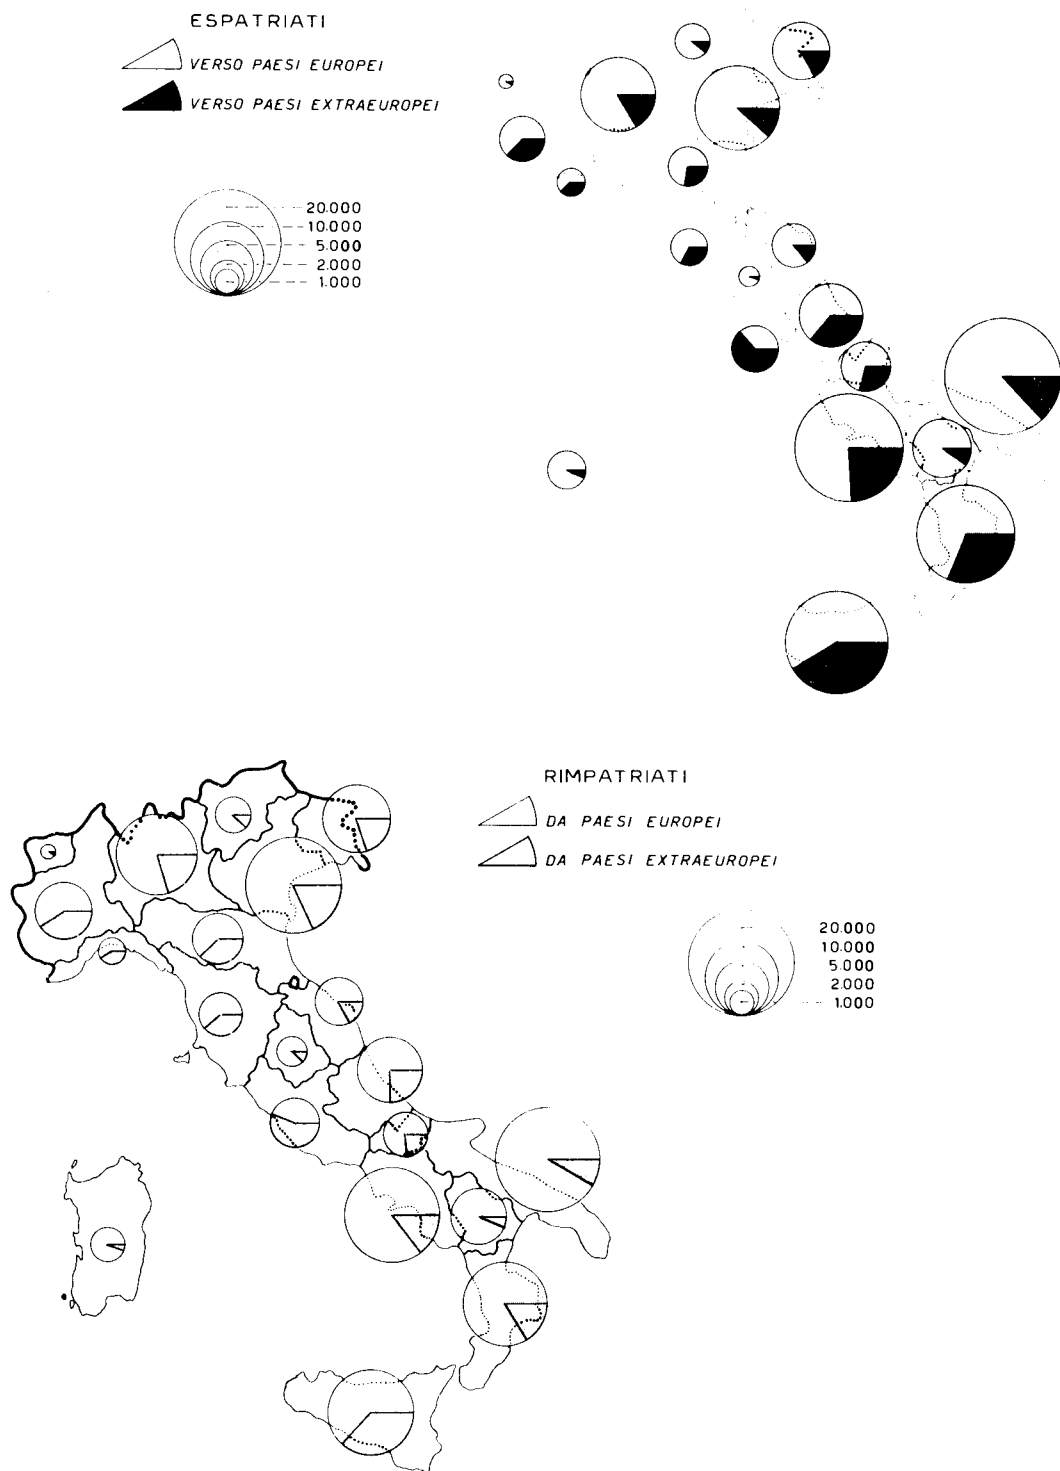 ESPATRIATI
VERSO PAESI EUROPEI
VERSO PAESI EXTRAEUROPEI
20.000
10.000
5.000
2.000
1.000
RIMPATRIATI
DA PAESI EUROPEI
DA PAESI EXTRAEUROPEI
20.000
10.000
5.000
2.000
1.000